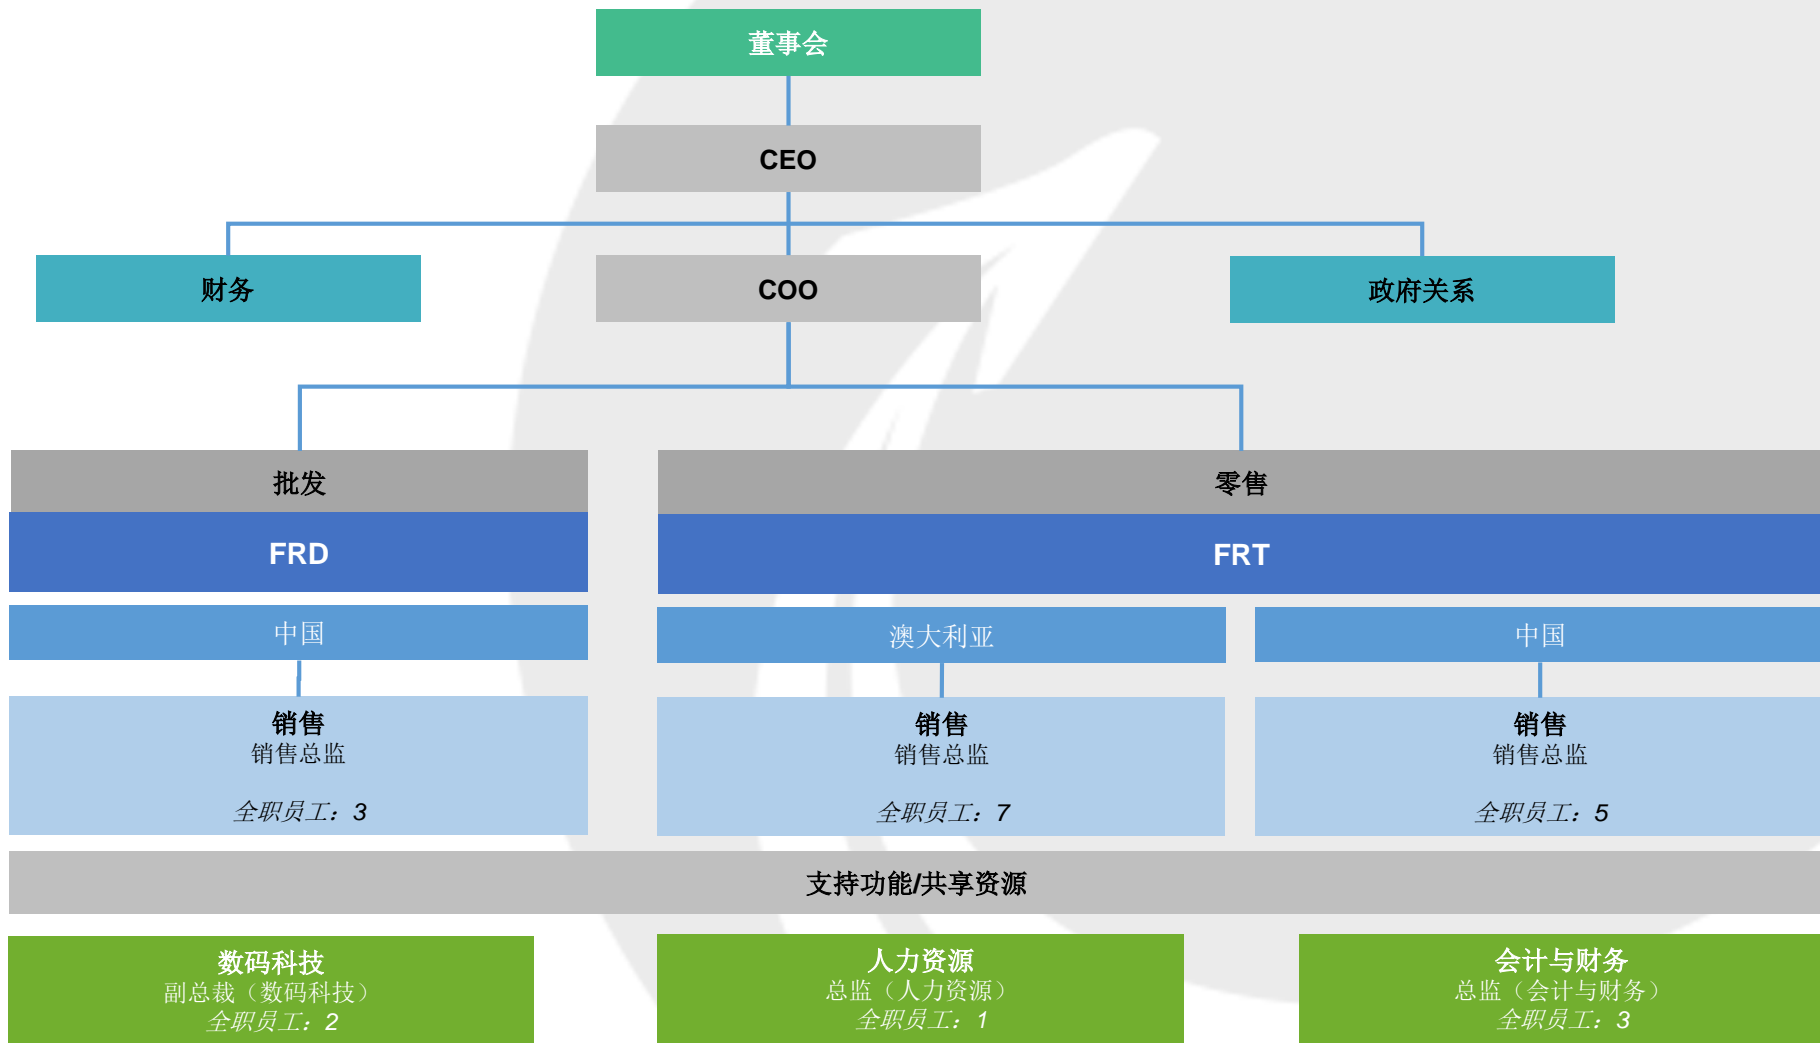 董事会
CEO
财务
COO
政府关系
批发
零售
FRD
FRT
中国
澳大利亚
中国
销售
销售总监
全职员工：3
销售
销售总监
全职员工：7
销售
销售总监
全职员工：5
支持功能/共享资源
数码科技
副总裁（数码科技）
全职员工：2
人力资源
总监（人力资源）
全职员工：1
会计与财务
总监（会计与财务）
全职员工：3